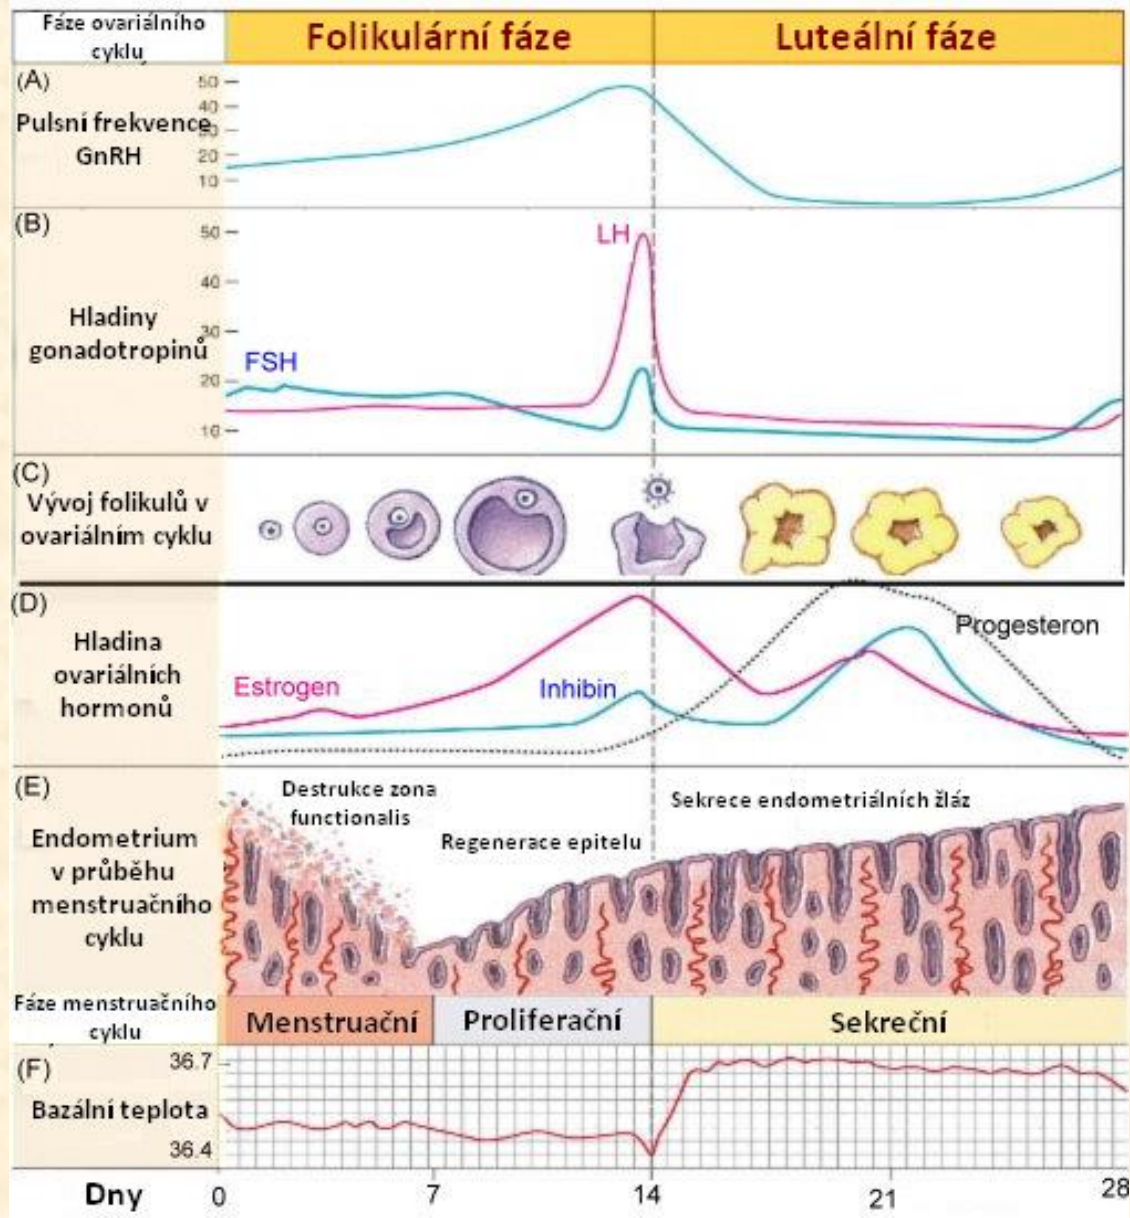 Fáze ovariálního
cyklu
Folikulární fáze
Luteální fáze
(A)
Pulsní frekvence
GnRH
50
40
30
20
10
(B)
Hladiny
gonadotropinů
50
40
30
20
10
LH
FSH
(C)
Vývoj folikulů v
ovariálním cyklu
(D)
Hladina
ovariálních
hormonů
Estrogen
Inhibin
Progesteron
(E)
Endometrium
v průběhu
menstruačního
cyklu
Destrukce zona
functionalis
Regenerace epitelu
Sekrece endometriálních žláz
Fáze menstruačního
cyklu
Menstruační
Proliferační
Sekreční
(F)
Bazální teplota
36.7
36.4
Dny
0
7
14
21
28